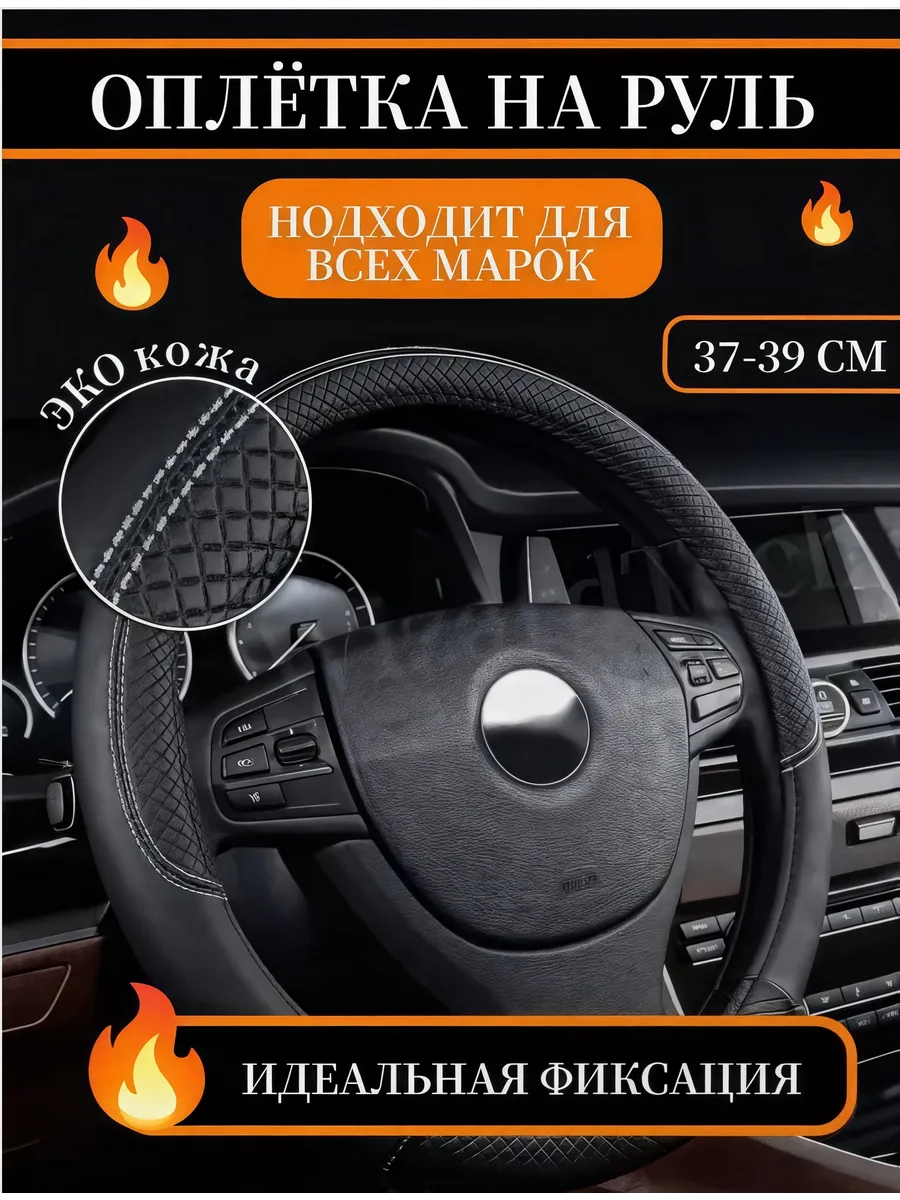 ОПЛЁТКА НА РУЛЬ
НОДХОДИТ ДЛЯ
ВСЕХ МАРОК
37-39 СМ
ЭКО кожа
ИДЕАЛЬНАЯ ФИКСАЦИЯ